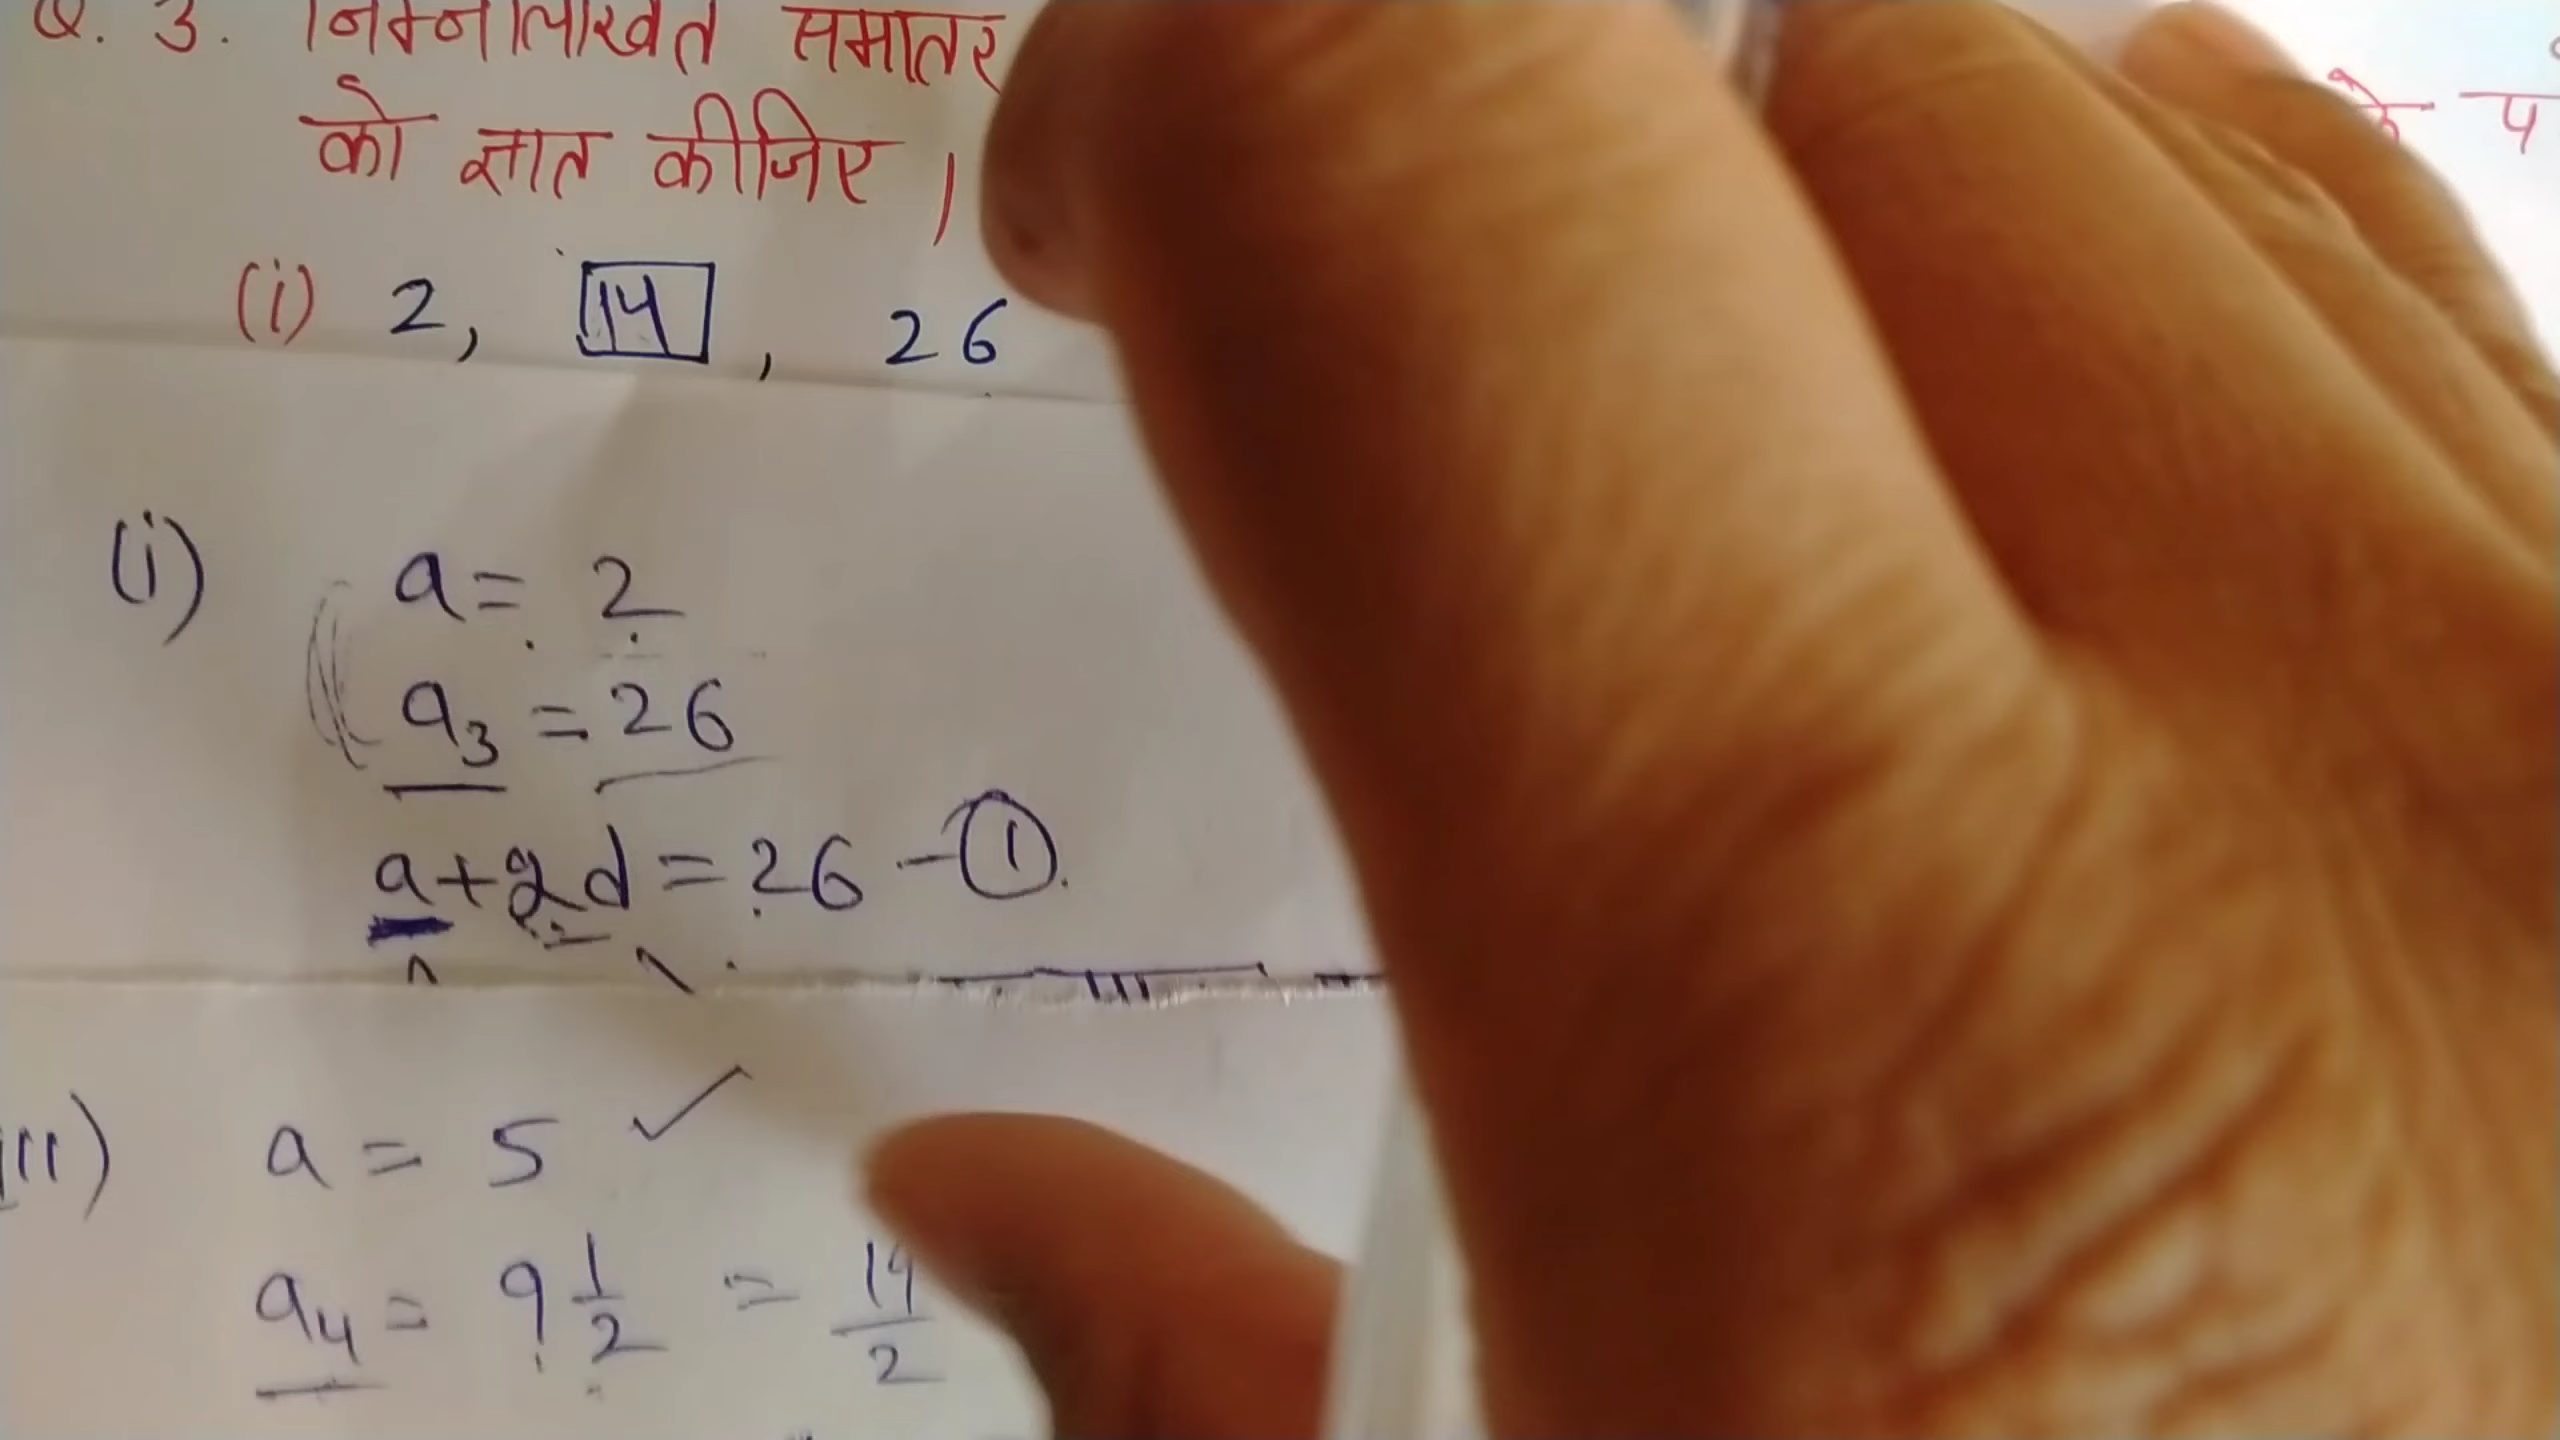 Q. 3. निम्नलिखित समांतर
को ज्ञात कीजिए।
(i) 2, 14, 26
(i) a = 2
a₃ = 26
a + 2d = 26 - ①
III) a = 5 ✓
a₄ = 9 1/2 = 19/2